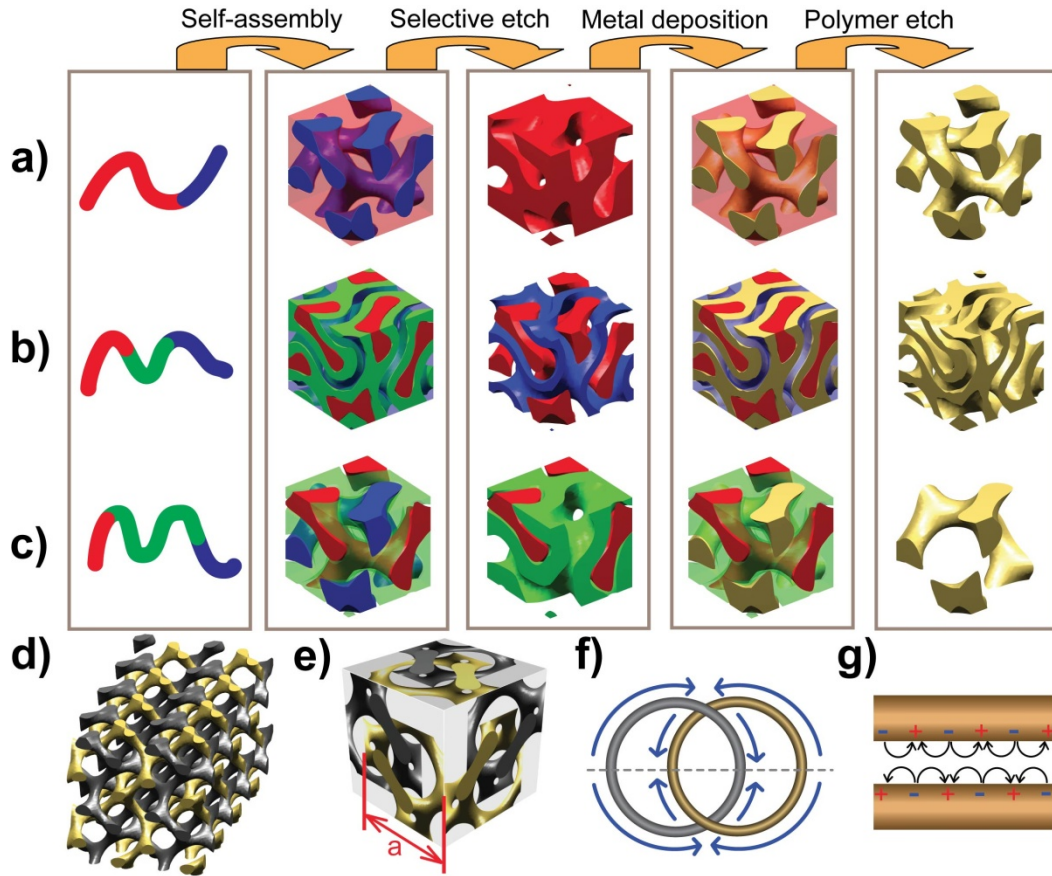 Self-assembly Selective etch Metal deposition Polymer etch
a)
b)
c)
d) e) f) g)
a
- + - + - +
+ - + - + -